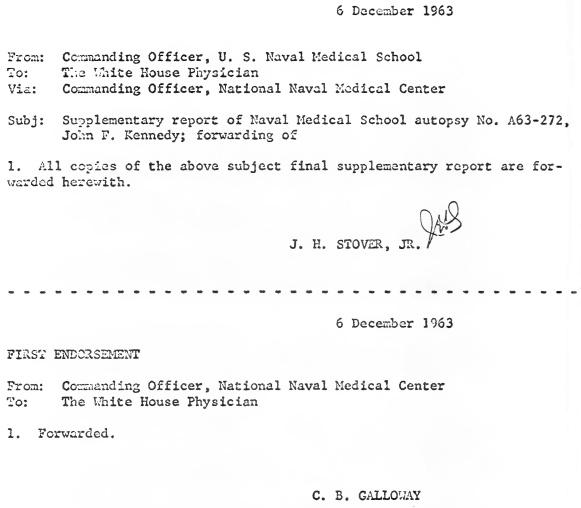 6 December 1963
From: Commanding Officer, U. S. Naval Medical School
To: The White House Physician
Via: Commanding Officer, National Naval Medical Center
Subj: Supplementary report of Naval Medical School autopsy No. A63-272,
John F. Kennedy; forwarding of
1. All copies of the above subject final supplementary report are for-
warded herewith.
JHS
J. H. STOVER, JR.
- - - - - - - - - - - - - - - - - - - - - - - - - - - - - - - - - - - - -
6 December 1963
FIRST ENDORSEMENT
From: Commanding Officer, National Naval Medical Center
To: The White House Physician
1. Forwarded.
C. B. GALLOWAY